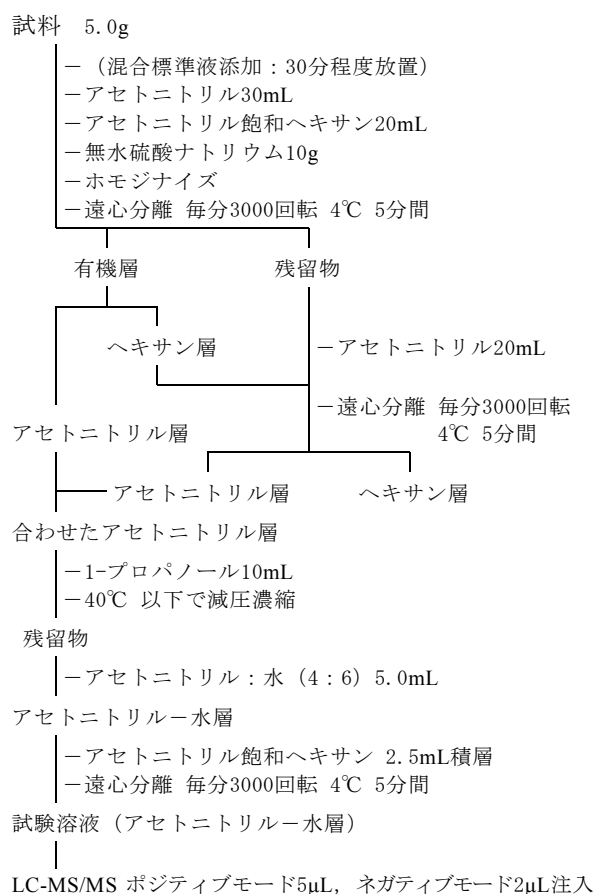 試料　5.0g
－（混合標準液添加：30分程度放置）
－アセトニトリル30mL
－アセトニトリル飽和ヘキサン20mL
－無水硫酸ナトリウム10g
－ホモジナイズ
－遠心分離 毎分3000回転 4℃ 5分間
有機層　残留物
ヘキサン層　－アセトニトリル20mL
－遠心分離 毎分3000回転
アセトニトリル層　4℃ 5分間
アセトニトリル層　ヘキサン層
合わせたアセトニトリル層
－1-プロパノール10mL
－40℃ 以下で減圧濃縮
残留物
－アセトニトリル：水（4：6）5.0mL
アセトニトリル－水層
－アセトニトリル飽和ヘキサン 2.5mL積層
－遠心分離 毎分3000回転 4℃ 5分間
試験溶液（アセトニトリル－水層）
LC-MS/MS ポジティブモード5μL，ネガティブモード2μL注入